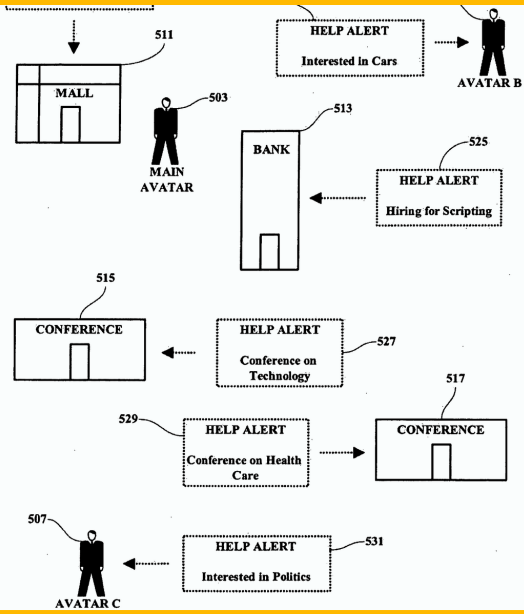 511
HELP ALERT
Interested in Cars
AVATAR B
MALL
503
MAIN
AVATAR
513
BANK
525
HELP ALERT
Hiring for Scripting
515
CONFERENCE
HELP ALERT
Conference on
Technology
527
517
529
HELP ALERT
Conference on Health
Care
CONFERENCE
507
HELP ALERT
Interested in Politics
531
AVATAR C